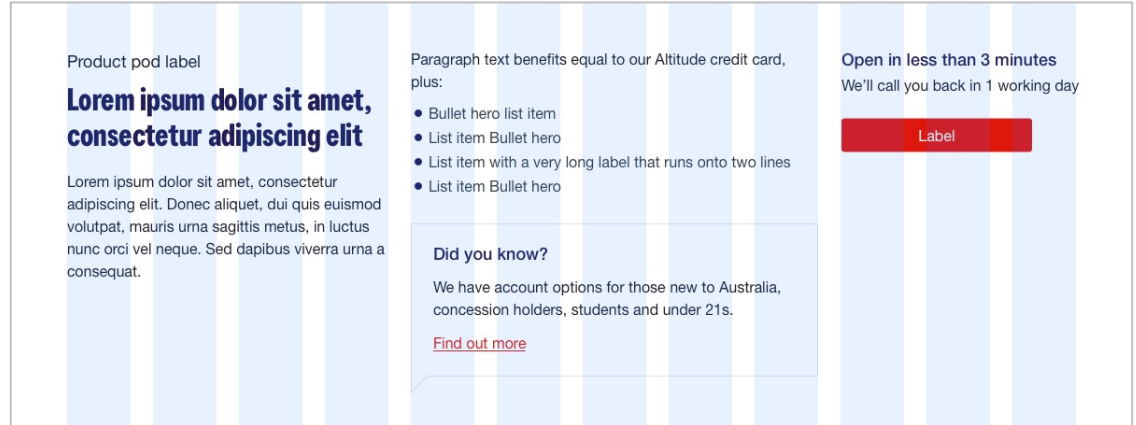 Product pod label
Lorem ipsum dolor sit amet,
consectetur adipiscing elit
Lorem ipsum dolor sit amet, consectetur
adipiscing elit. Donec aliquet, dui quis euismod
volutpat, mauris urna sagittis metus, in luctus
nunc orci vel neque. Sed dapibus viverra urna a
consequat.
Paragraph text benefits equal to our Altitude credit card,
plus:
• Bullet hero list item
• List item Bullet hero
• List item with a very long label that runs onto two lines
• List item Bullet hero
Did you know?
We have account options for those new to Australia,
concession holders, students and under 21s.
Find out more
Open in less than 3 minutes
We’ll call you back in 1 working day
Label